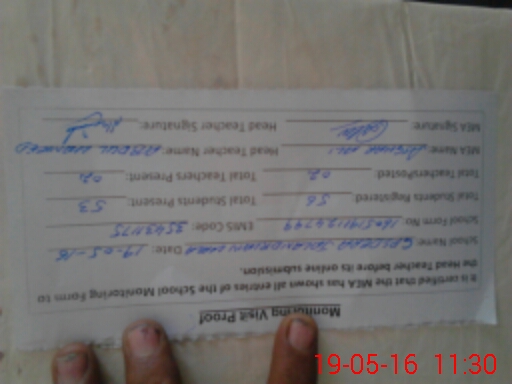 Monitoring Visit Proof
It is certified that the MEA has shown all entries of the School Monitoring Form to
the Head Teacher before its online submission.
School Name: Date: 19-05-16
School Form No: EMIS Code:
Total Students Registered: 56 Total Students Present: 53
Total Teachers Posted: 02 Total Teachers Present: 02
MEA Name: Head Teacher Name: ABDUL WAHEED
MEA Signature: Head Teacher Signature:
19-05-16 11:30